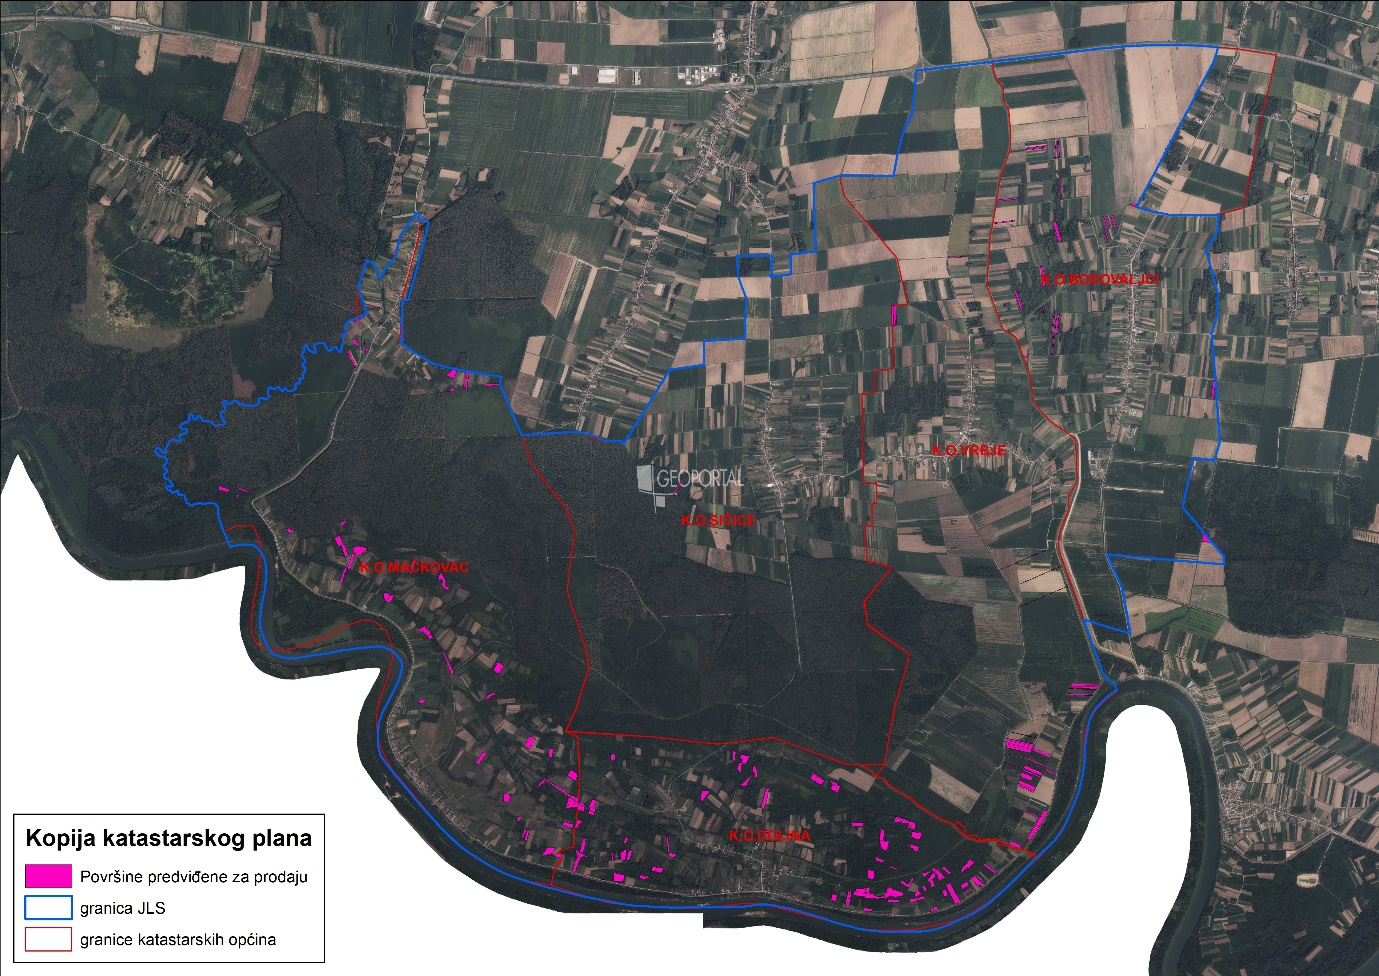 K.O.BODOVALJCI
K.O.VRBJE
GEOPORTAL
K.O.SIČICE
K.O.MAČKOVAC
K.O.DOLINA
Kopija katastarskog plana
Površine predviđene za prodaju
granica JLS
granice katastarskih općina